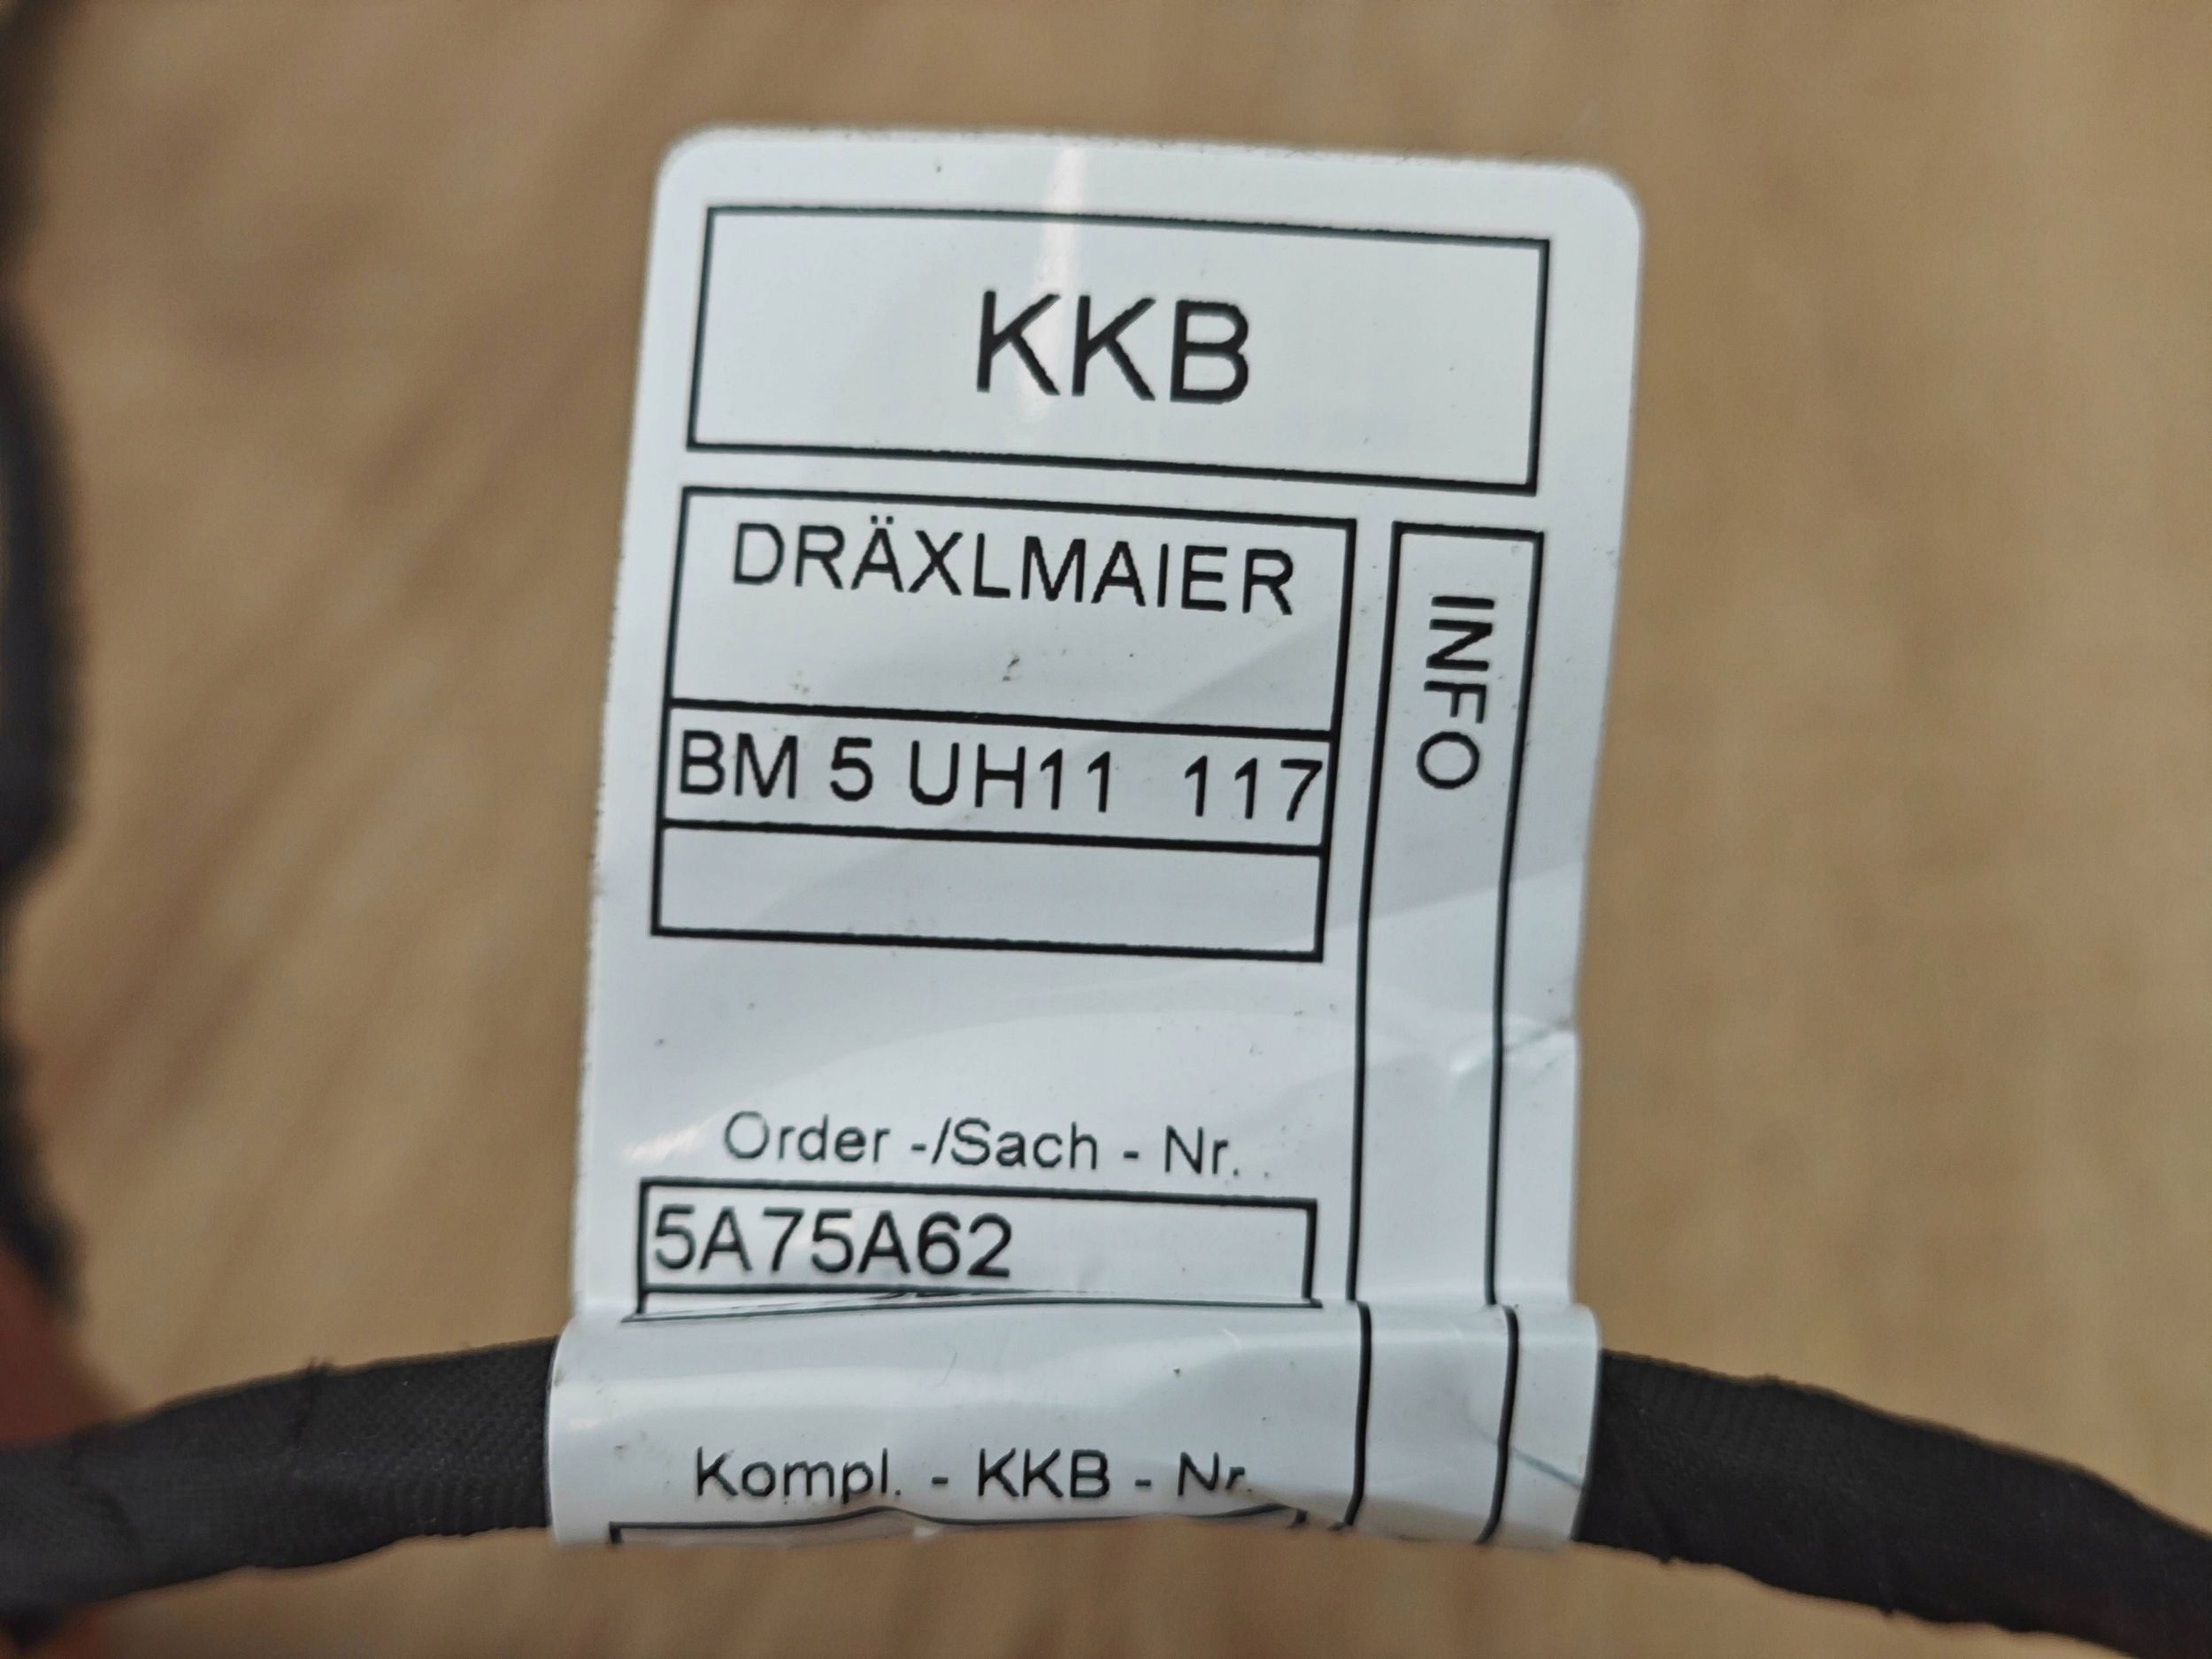 KKB
DRÄXLMAIER
INFO
BM 5 UH11 117
Order -/Sach - Nr.
5A75A62
Kompl. - KKB - Nr.